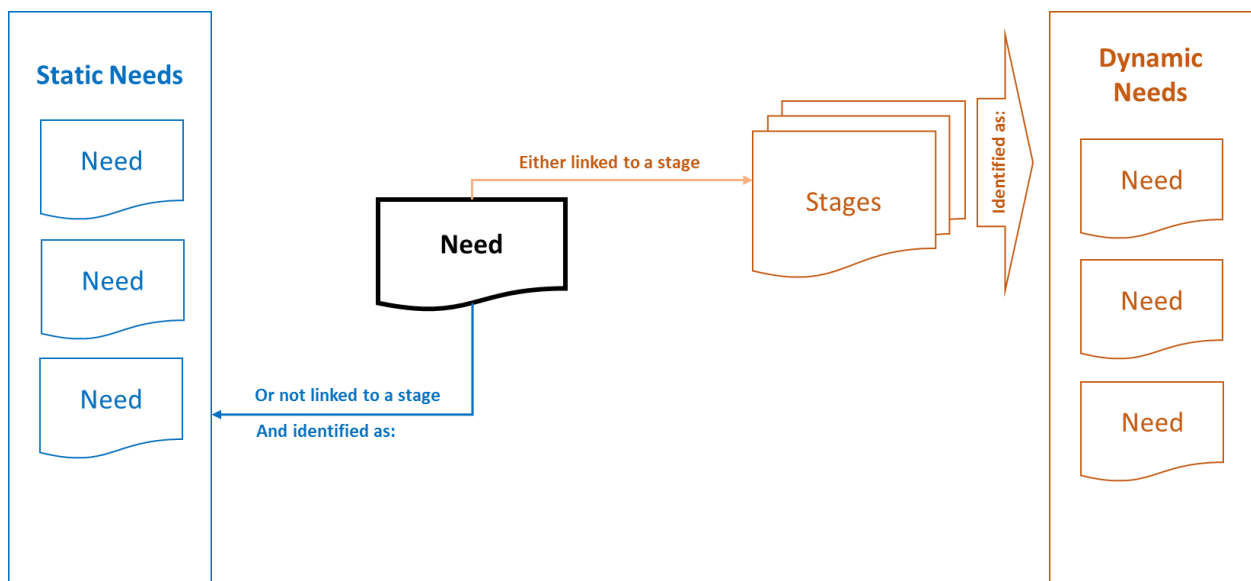 Static Needs
Need
Need
Need
Need
Either linked to a stage
Or not linked to a stage
And identified as:
Stages
Identified as:
Dynamic
Needs
Need
Need
Need